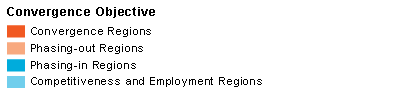 Convergence Objective
Convergence Regions
Phasing-out Regions
Phasing-in Regions
Competitiveness and Employment Regions